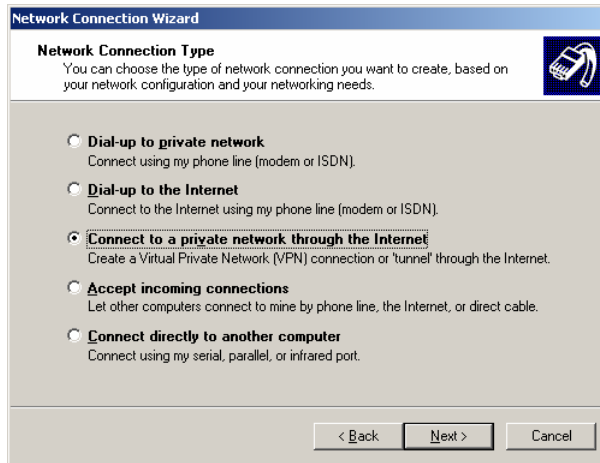 Network Connection Wizard
Network Connection Type
You can choose the type of network connection you want to create, based on
your network configuration and your networking needs.
Dial-up to private network
Connect using my phone line (modem or ISDN).
Dial-up to the Internet
Connect to the Internet using my phone line (modem or ISDN).
Connect to a private network through the Internet
Create a Virtual Private Network (VPN) connection or 'tunnel' through the Internet.
Accept incoming connections
Let other computers connect to mine by phone line, the Internet, or direct cable.
Connect directly to another computer
Connect using my serial, parallel, or infrared port.
< Back Next > Cancel